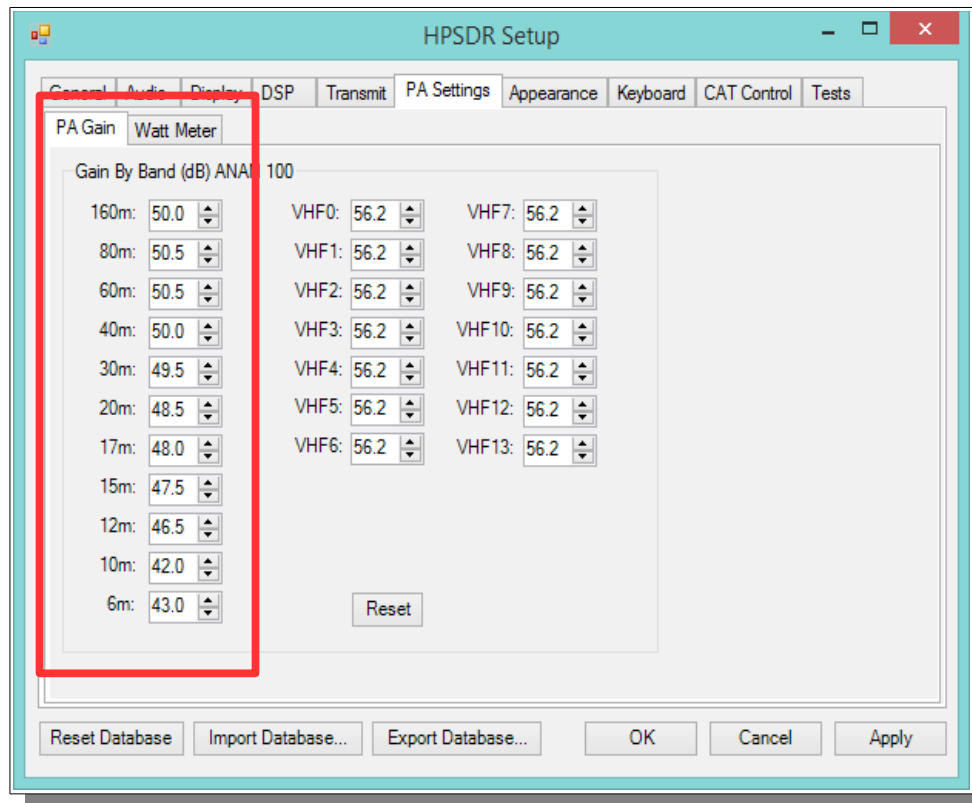 HPSDR Setup
General Audio Display DSP Transmit PA Settings Appearance Keyboard CAT Control Tests
PA Gain Watt Meter
Gain By Band (dB) ANAN 100
160m: 50.0 VHF0: 56.2 VHF7: 56.2
80m: 50.5 VHF1: 56.2 VHF8: 56.2
60m: 50.5 VHF2: 56.2 VHF9: 56.2
40m: 50.0 VHF3: 56.2 VHF10: 56.2
30m: 49.5 VHF4: 56.2 VHF11: 56.2
20m: 48.5 VHF5: 56.2 VHF12: 56.2
17m: 48.0 VHF6: 56.2 VHF13: 56.2
15m: 47.5
12m: 46.5
10m: 42.0
6m: 43.0 Reset
Reset Database Import Database... Export Database... OK Cancel Apply